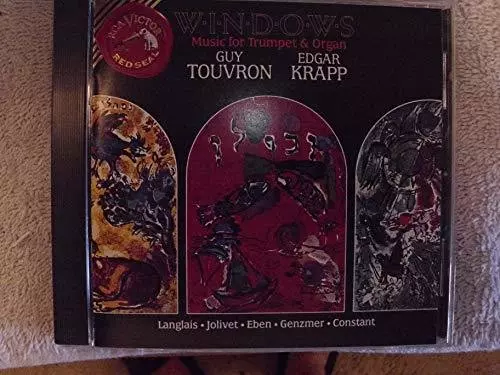 RCA VICTOR
RED SEAL
W·I·N·D·O·W·S
Music for Trumpet & Organ
GUY EDGAR
TOUVRON KRAPP
Langlais • Jolivet • Eben • Genzmer • Constant